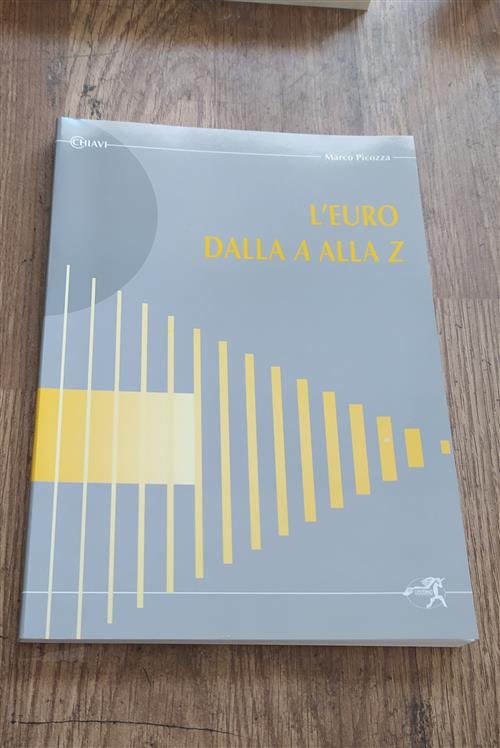 CHIAVI
Marco Picozza
L'EURO
DALLA A ALLA Z